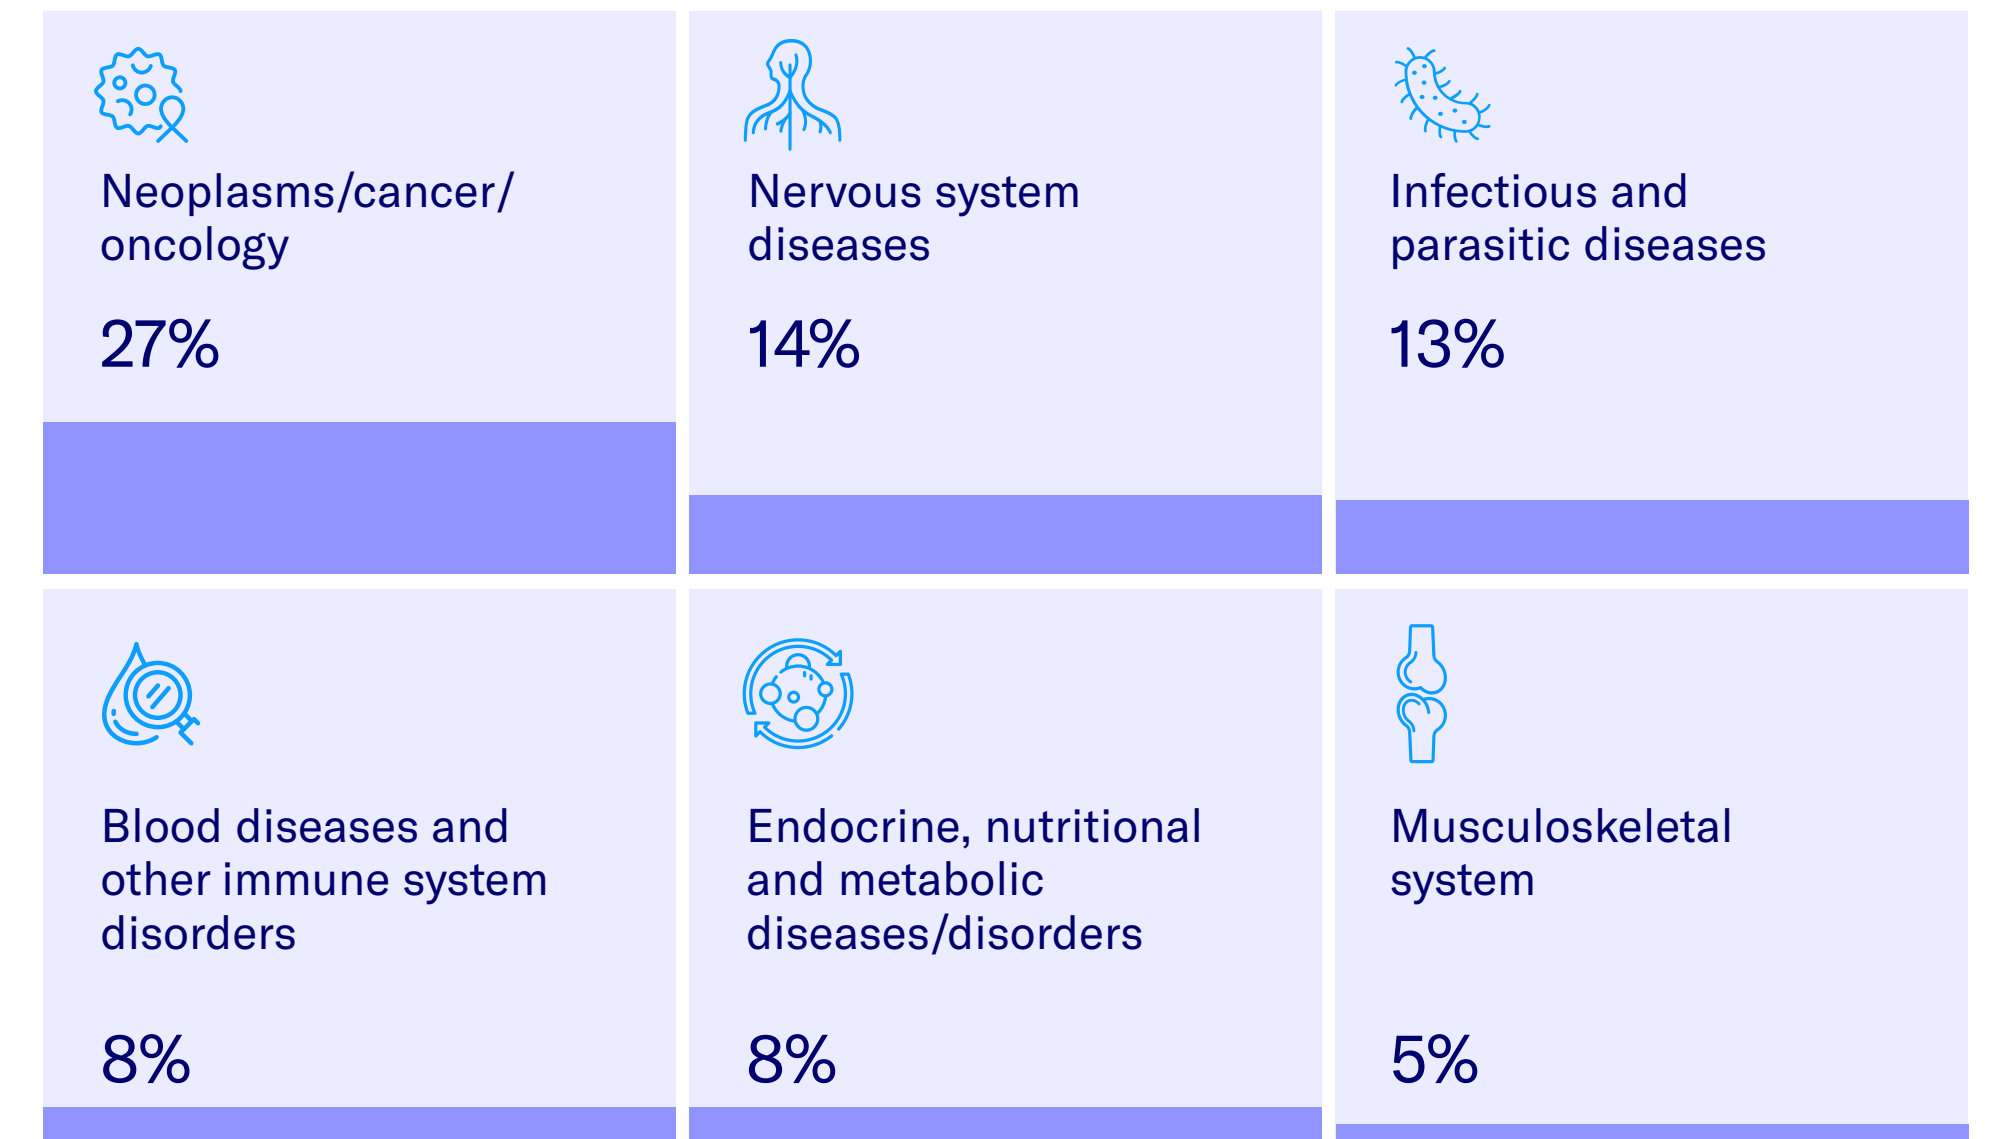 Neoplasms/cancer/
oncology
27%
Nervous system
diseases
14%
Infectious and
parasitic diseases
13%
Blood diseases and
other immune system
disorders
8%
Endocrine, nutritional
and metabolic
diseases/disorders
8%
Musculoskeletal
system
5%